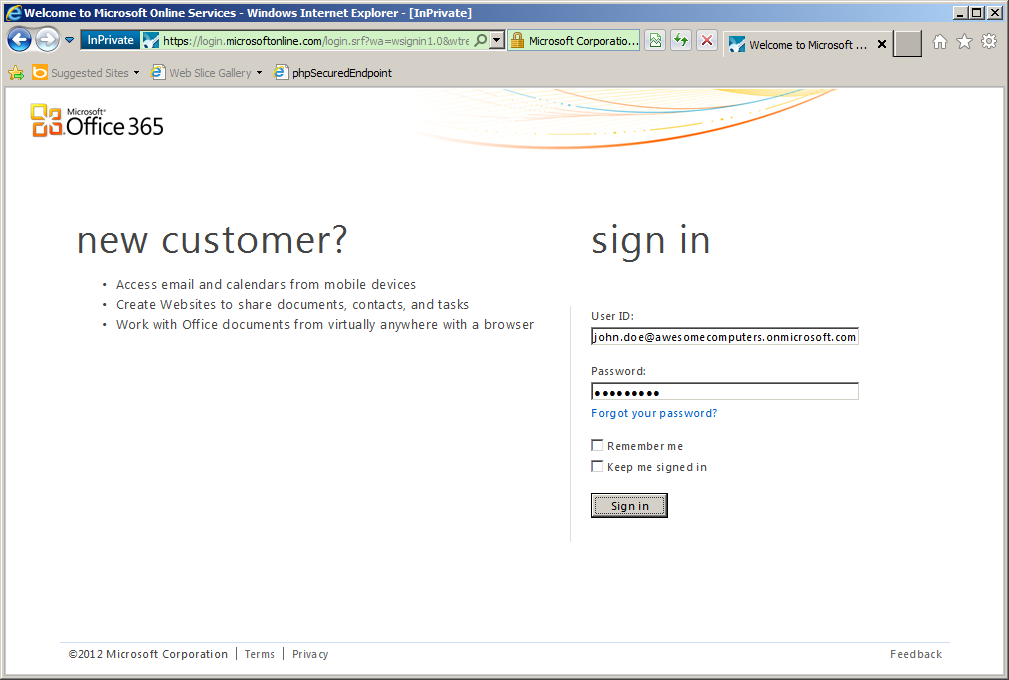 Welcome to Microsoft Online Services - Windows Internet Explorer - [InPrivate]
InPrivate
https://login.microsoftonline.com/login.srf?wa=wsignin1.0&wtre
Microsoft Corporatio...
Welcome to Microsoft ...
Suggested Sites
Web Slice Gallery
phpSecuredEndpoint
Microsoft®
Office 365
new customer?
• Access email and calendars from mobile devices
• Create Websites to share documents, contacts, and tasks
• Work with Office documents from virtually anywhere with a browser
sign in
User ID:
john.doe@awesomecomputers.onmicrosoft.com
Password:
•••••••••
Forgot your password?
Remember me
Keep me signed in
Sign in
©2012 Microsoft Corporation | Terms | Privacy
Feedback